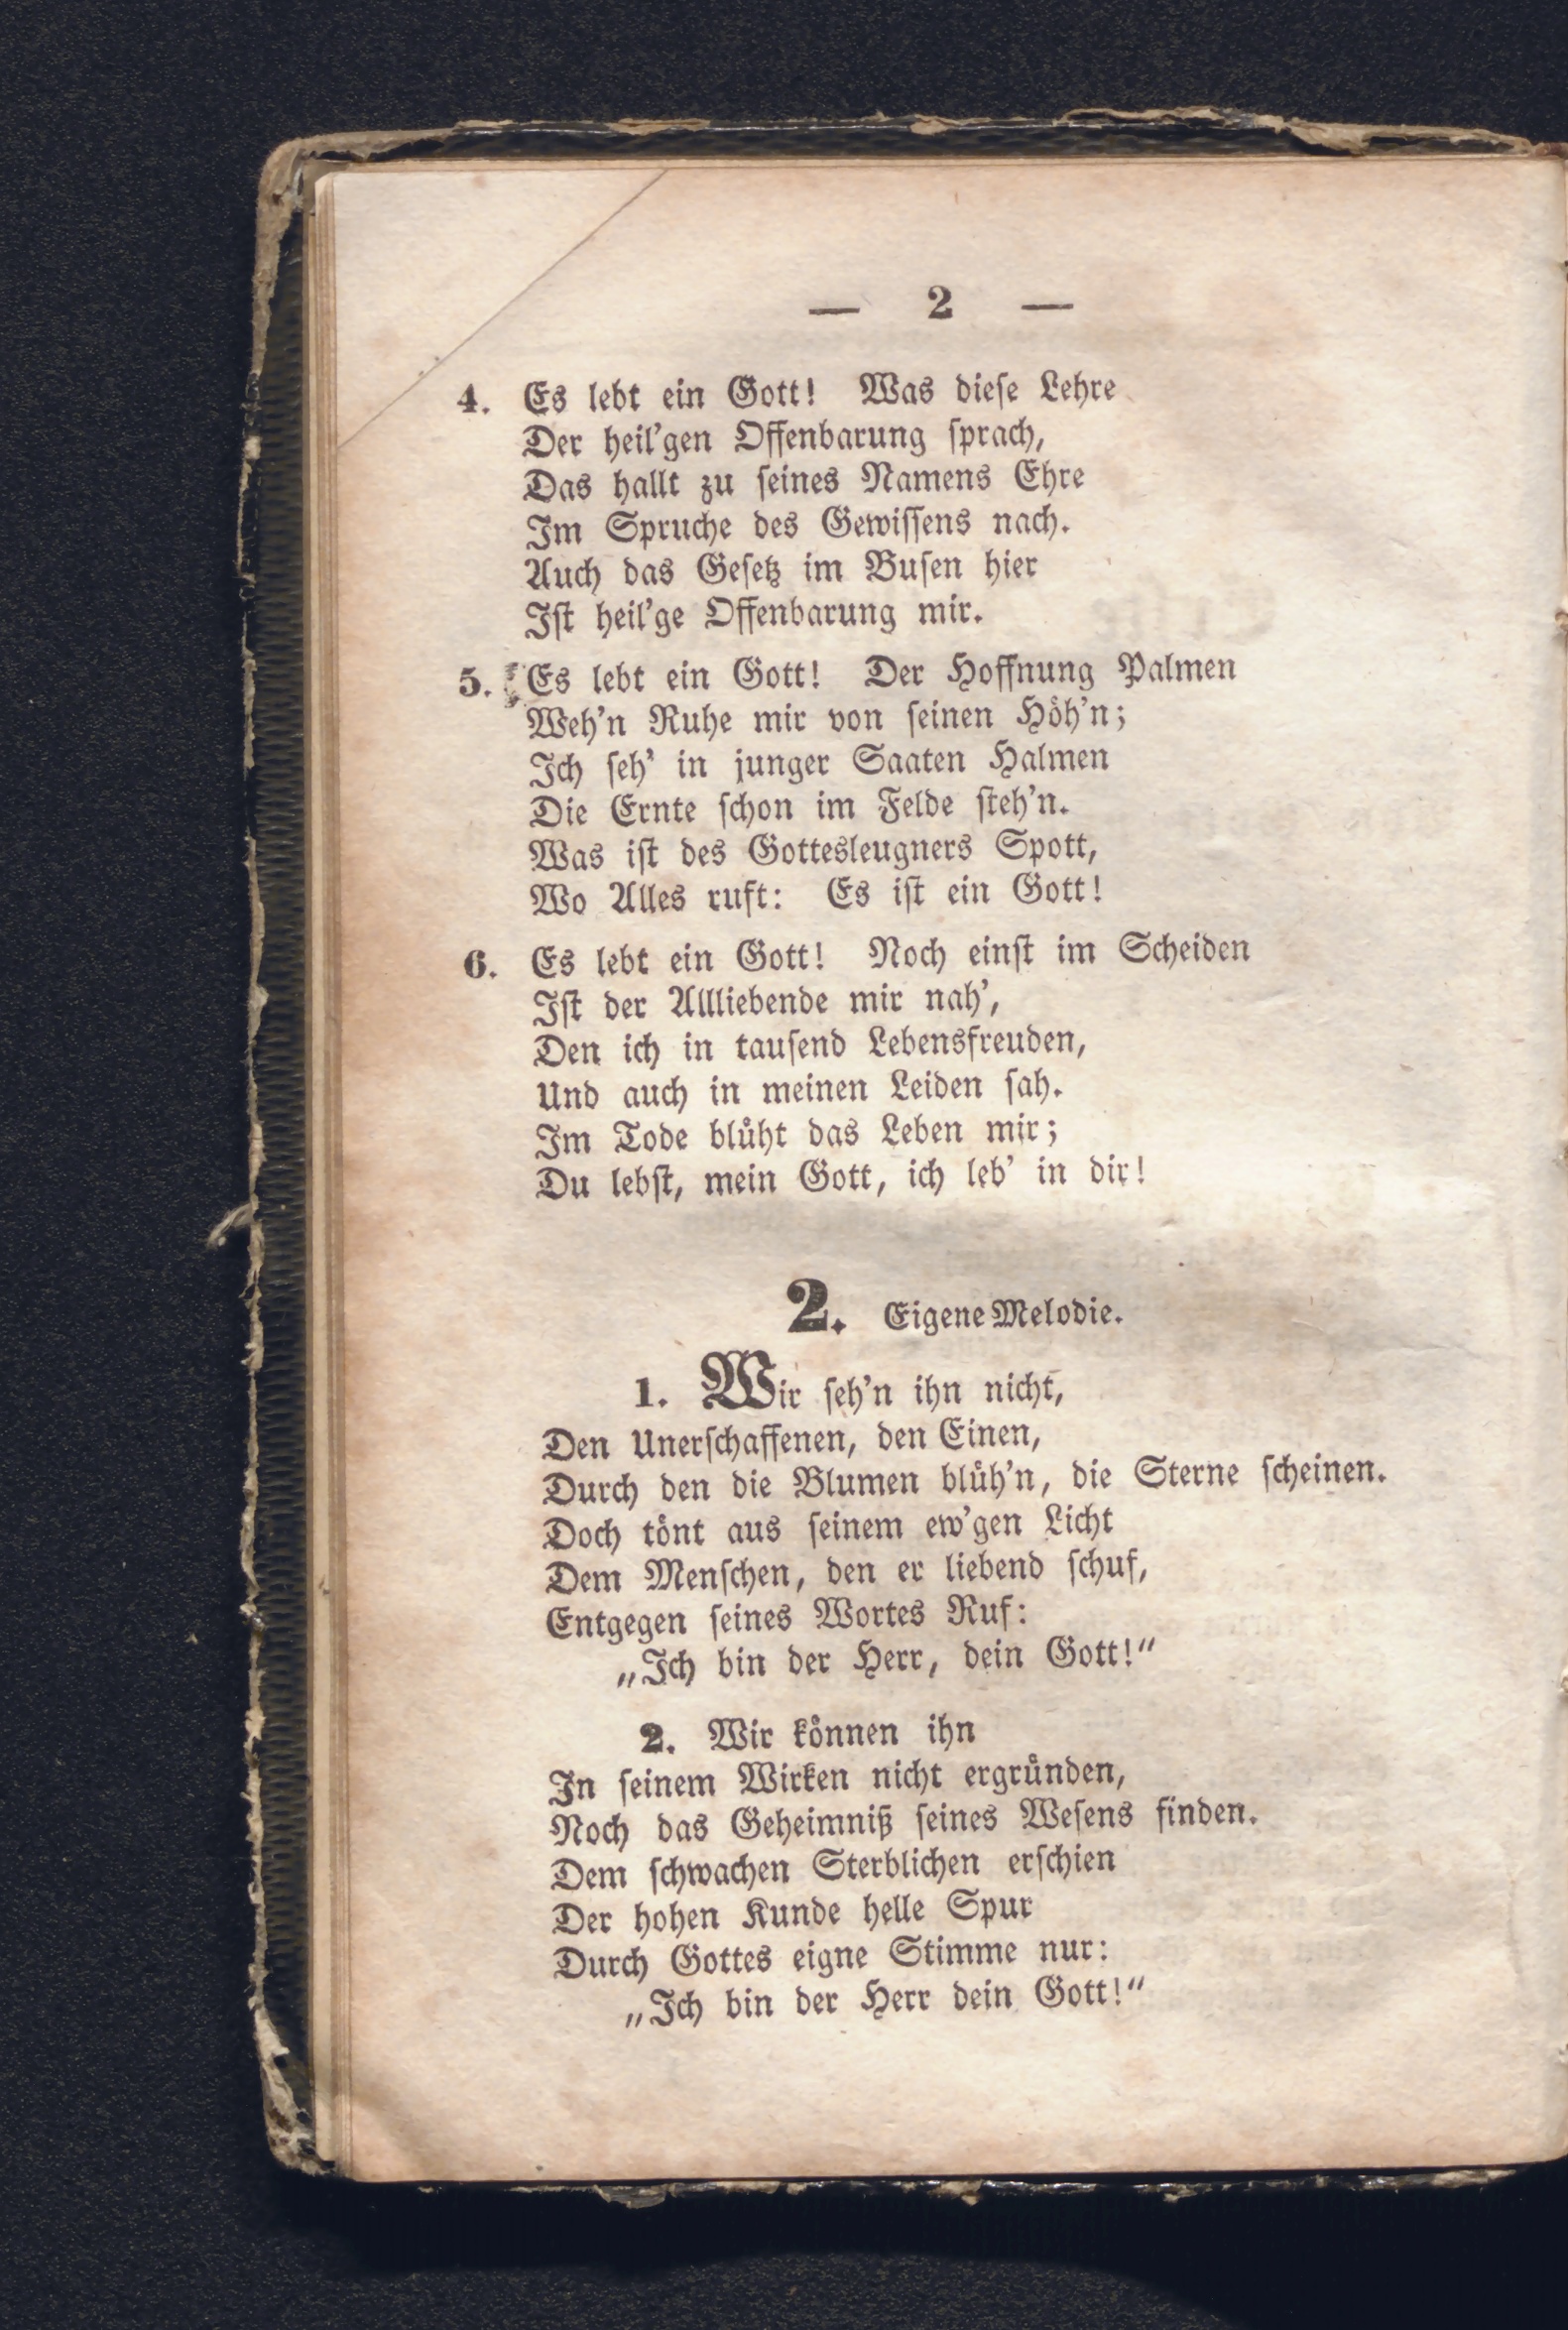 — 2 —
4. Es lebt ein Gott! Was dieſe Lehre
Der heil'gen Offenbarung ſprach,
Das hallt zu ſeines Namens Ehre
Im Spruche des Gewiſſens nach.
Auch das Geſetz im Buſen hier
Iſt heil'ge Offenbarung mir.
5. Es lebt ein Gott! Der Hoffnung Palmen
Weh'n Ruhe mir von ſeinen Höh'n;
Ich ſeh' in junger Saaten Halmen
Die Ernte ſchon im Felde ſteh'n.
Was iſt des Gottesleugners Spott,
Wo Alles ruft: Es iſt ein Gott!
6. Es lebt ein Gott! Noch einſt im Scheiden
Iſt der Allliebende mir nah',
Den ich in tauſend Lebensfreuden,
Und auch in meinen Leiden ſah.
Im Tode blüht das Leben mir;
Du lebſt, mein Gott, ich leb' in dir!
2. Eigene Melodie.
1. Wir ſeh'n ihn nicht,
Den Unerſchaffenen, den Einen,
Durch den die Blumen blüh'n, die Sterne ſcheinen.
Doch tönt aus ſeinem ew'gen Licht
Dem Menſchen, den er liebend ſchuf,
Entgegen ſeines Wortes Ruf:
„Ich bin der Herr, dein Gott!“
2. Wir können ihn
In ſeinem Wirken nicht ergründen,
Noch das Geheimniß ſeines Weſens finden.
Dem ſchwachen Sterblichen erſchien
Der hohen Kunde helle Spur
Durch Gottes eigne Stimme nur:
„Ich bin der Herr dein Gott!“